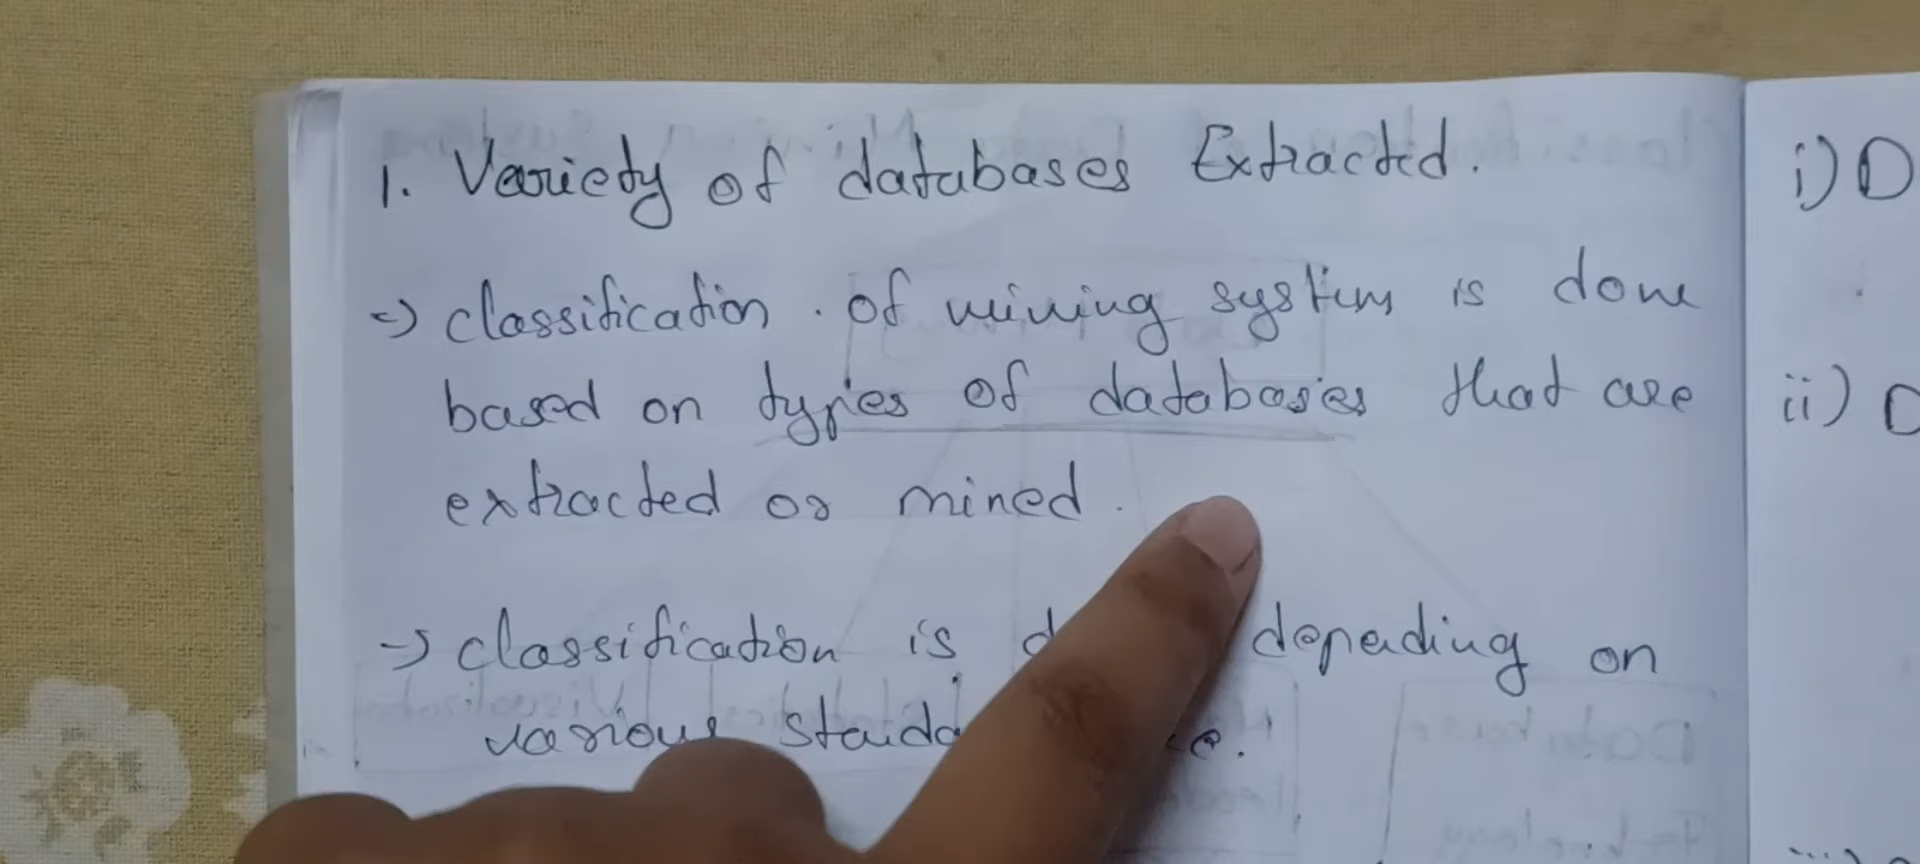 1. Variety of databases Extracted.
=> classification. of mining system is done
based on types of databases that are
extracted or mined.
-> classification is depending on
various
i) D
ii)